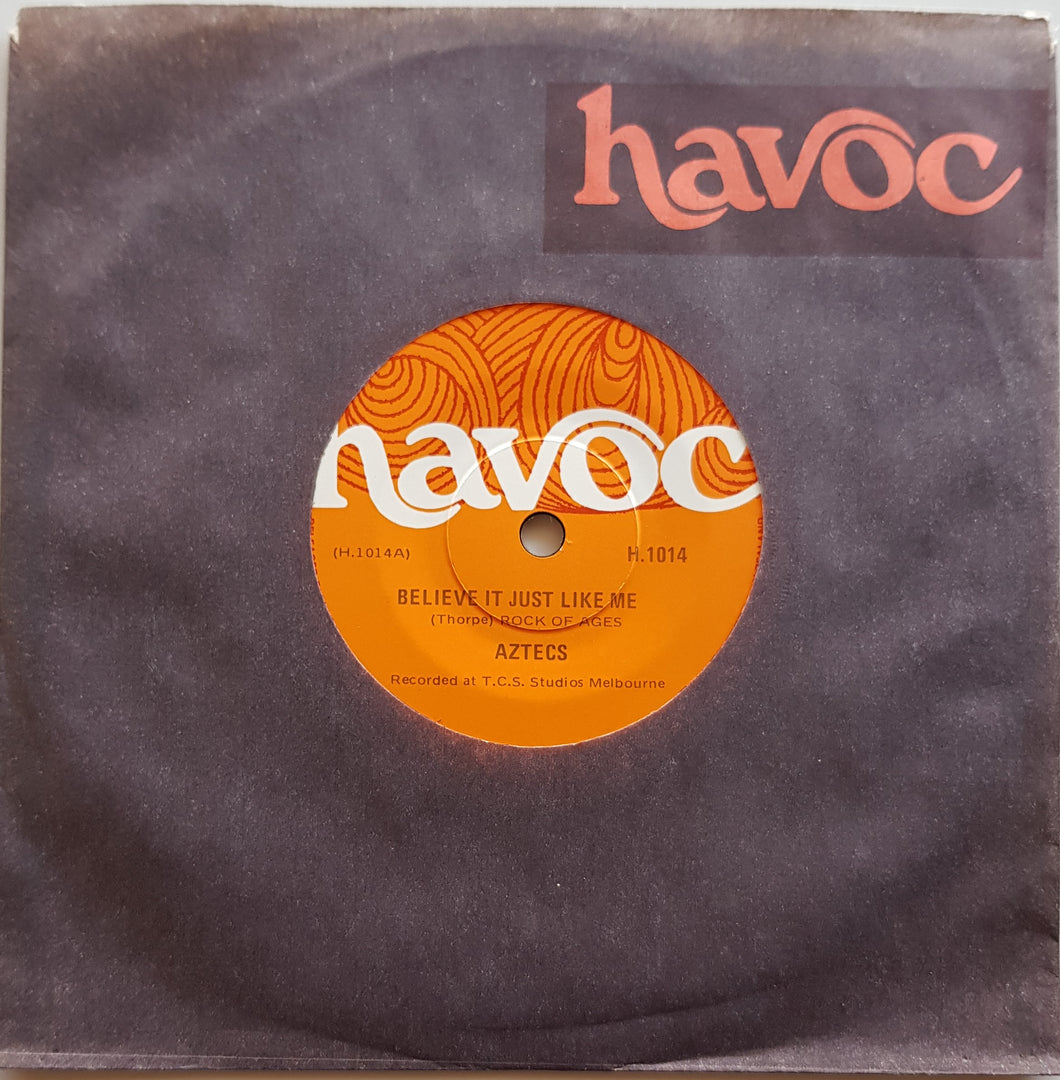 havoc
havoc
(H.1014A)
H.1014
BELIEVE IT JUST LIKE ME
(Thorpe) ROCK OF AGES
AZTECS
Recorded at T.C.S. Studios Melbourne